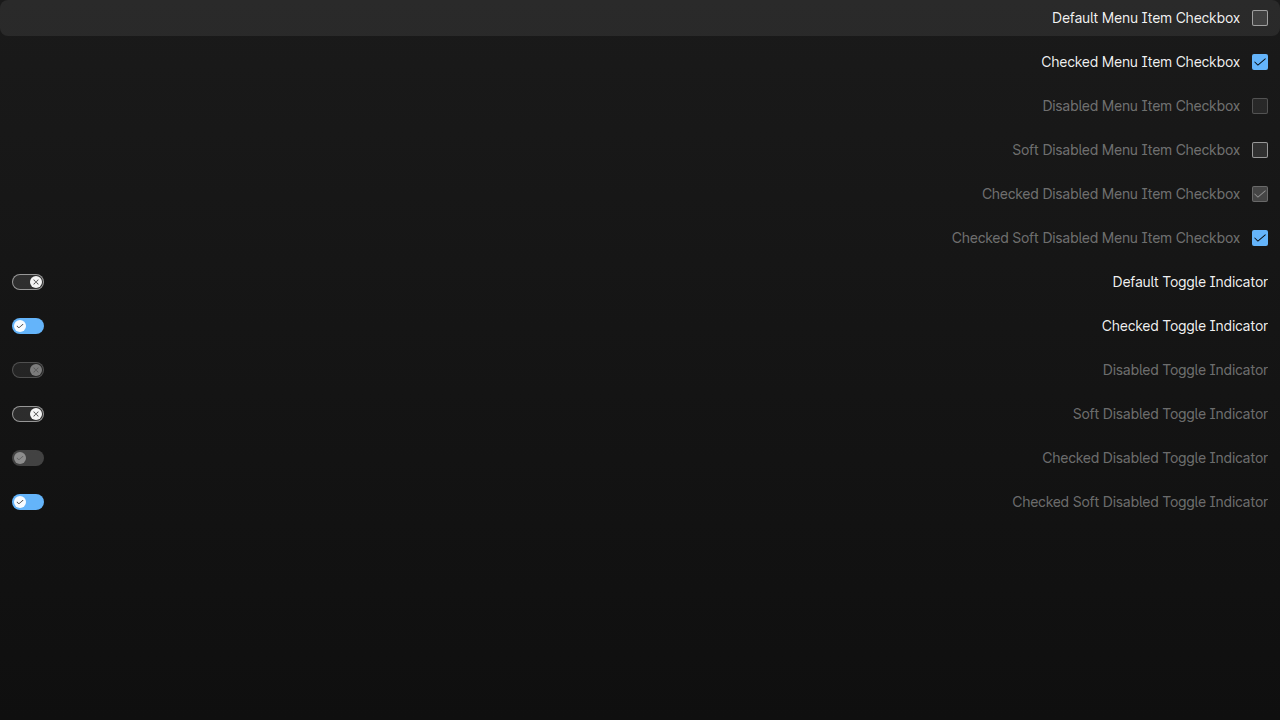 Default Menu Item Checkbox
Checked Menu Item Checkbox
Disabled Menu Item Checkbox
Soft Disabled Menu Item Checkbox
Checked Disabled Menu Item Checkbox
Checked Soft Disabled Menu Item Checkbox
Default Toggle Indicator
Checked Toggle Indicator
Disabled Toggle Indicator
Soft Disabled Toggle Indicator
Checked Disabled Toggle Indicator
Checked Soft Disabled Toggle Indicator